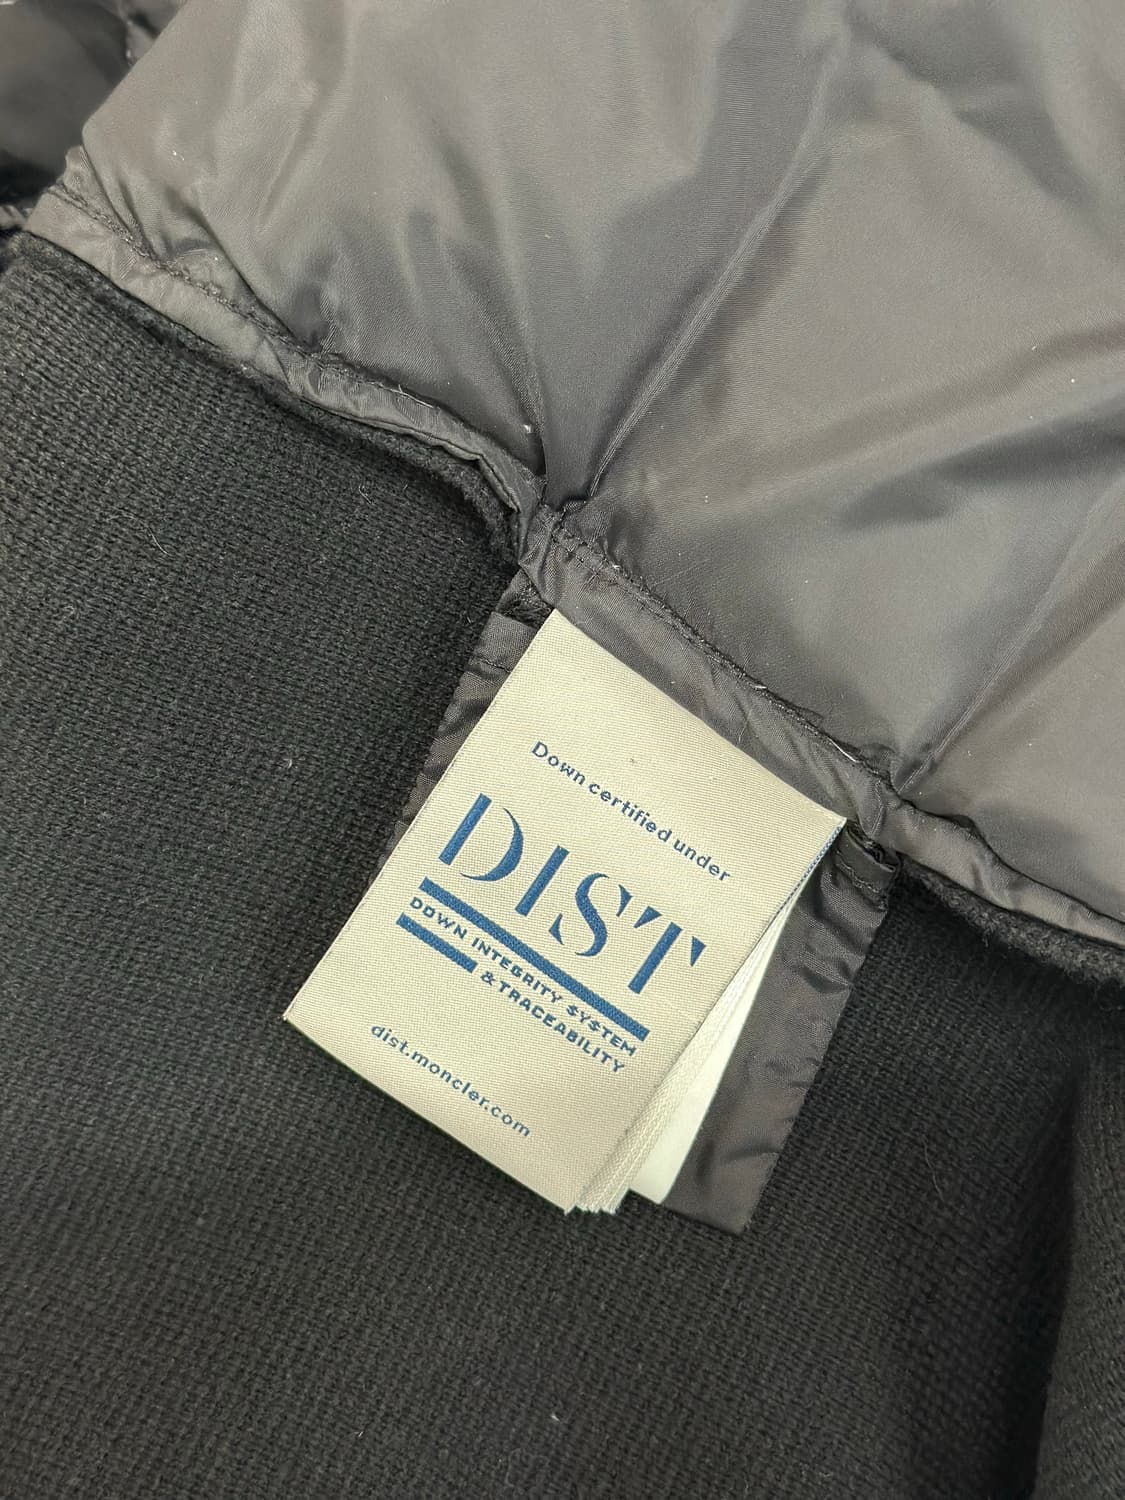 Down certified under
DIST
DOWN INTEGRITY SYSTEM
& TRACEABILITY
dist.moncler.com